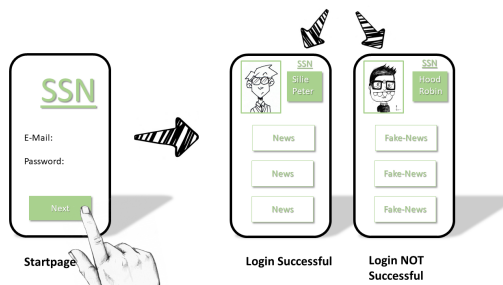 SSN
E-Mail:
Password:
Next
Startpage
SSN
Silie
Peter
News
News
News
Login Successful
SSN
Hood
Robin
Fake-News
Fake-News
Fake-News
Login NOT
Successful